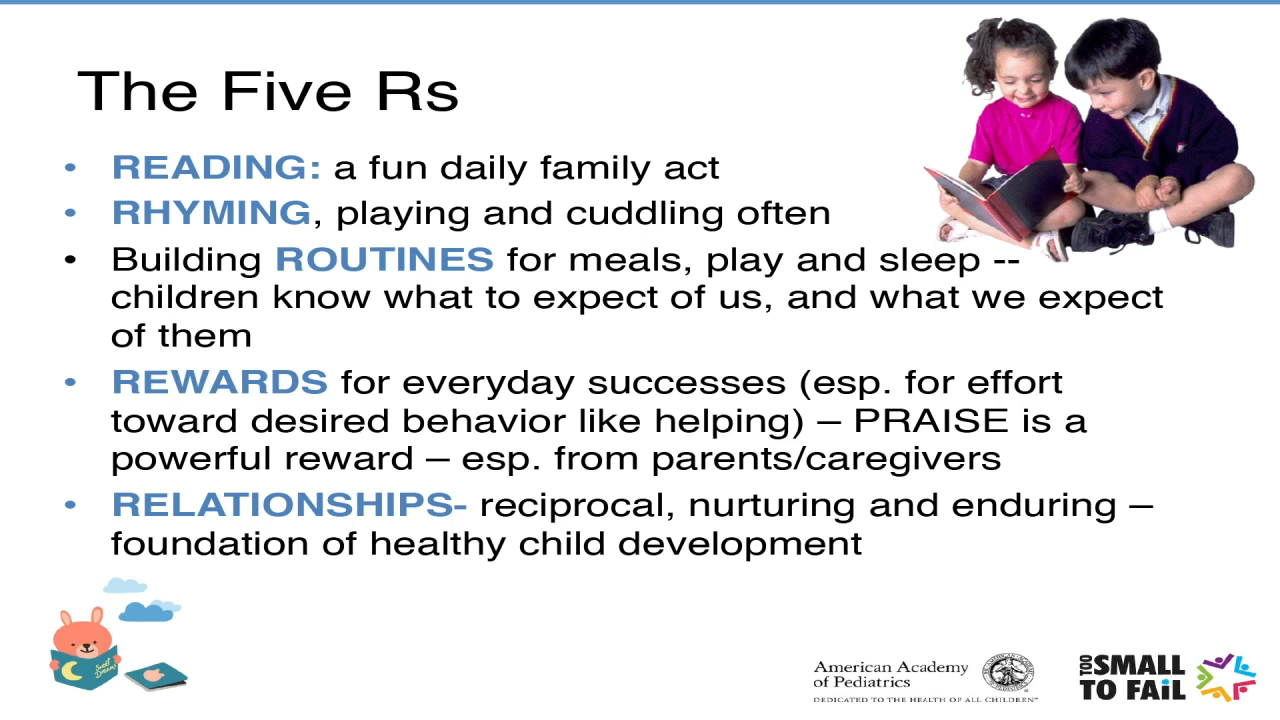 The Five Rs
• READING: a fun daily family act
• RHYMING, playing and cuddling often
• Building ROUTINES for meals, play and sleep --
children know what to expect of us, and what we expect
of them
• REWARDS for everyday successes (esp. for effort
toward desired behavior like helping) – PRAISE is a
powerful reward – esp. from parents/caregivers
• RELATIONSHIPS- reciprocal, nurturing and enduring –
foundation of healthy child development
Sweet
Dreams
American Academy
of Pediatrics
DEDICATED TO THE HEALTH OF ALL CHILDREN™
TOO SMALL
TO FAiL